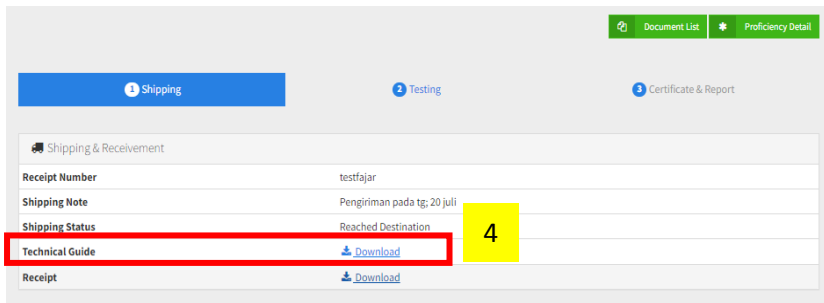 Document List Proficiency Detail
1 Shipping 2 Testing 3 Certificate & Report
Shipping & Receivement
Receipt Number testfajar
Shipping Note Pengiriman pada tg; 20 juli
Shipping Status Reached Destination
4
Technical Guide Download
Receipt Download